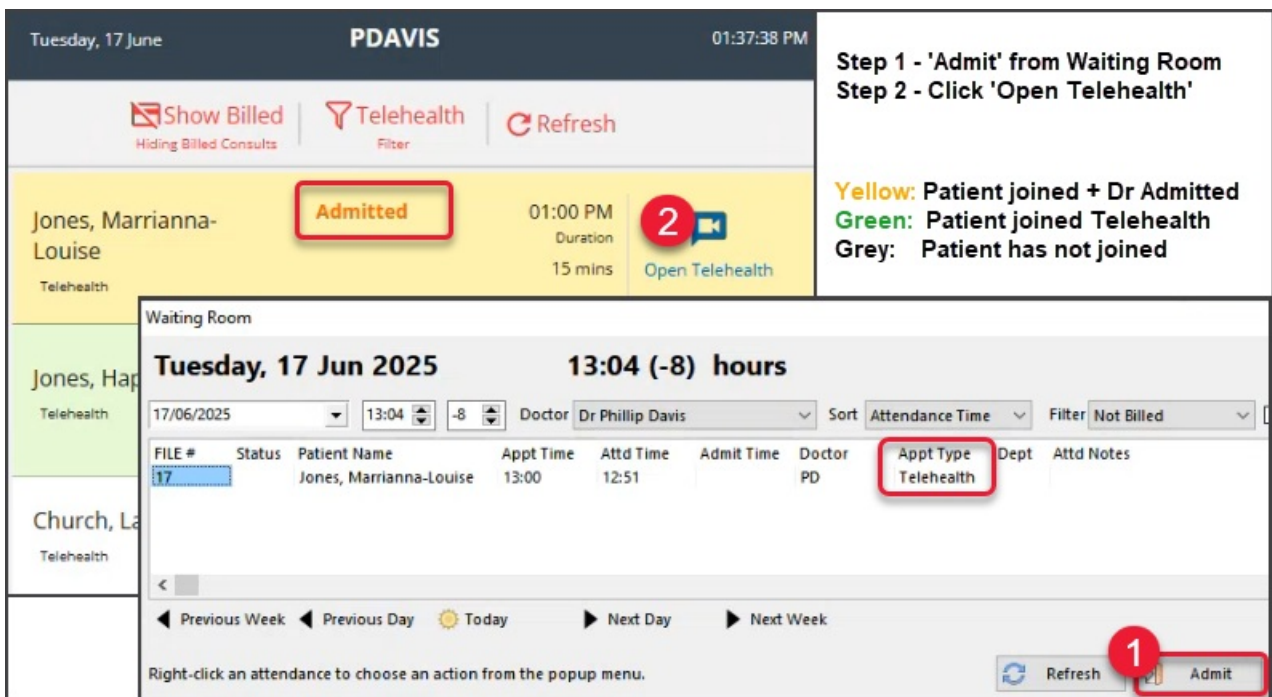 Tuesday, 17 June PDAVIS 01:37:38 PM
Step 1 - 'Admit' from Waiting Room
Step 2 - Click 'Open Telehealth'
Show Billed Telehealth Refresh
Hiding Billed Consults Filter
Yellow: Patient joined + Dr Admitted
Green: Patient joined Telehealth
Grey: Patient has not joined
Jones, Marrianna-
Louise
Telehealth
Admitted
01:00 PM
Duration
15 mins
2
Open Telehealth
Jones, Hap
Telehealth
Church, La
Telehealth
Waiting Room
Tuesday, 17 Jun 2025 13:04 (-8) hours
17/06/2025 13:04 -8 Doctor Dr Phillip Davis Sort Attendance Time Filter Not Billed
FILE # Status Patient Name Appt Time Attd Time Admit Time Doctor Appt Type Dept Attd Notes
17 Jones, Marrianna-Louise 13:00 12:51 PD Telehealth
Previous Week Previous Day Today Next Day Next Week
Right-click an attendance to choose an action from the popup menu.
Refresh 1 Admit